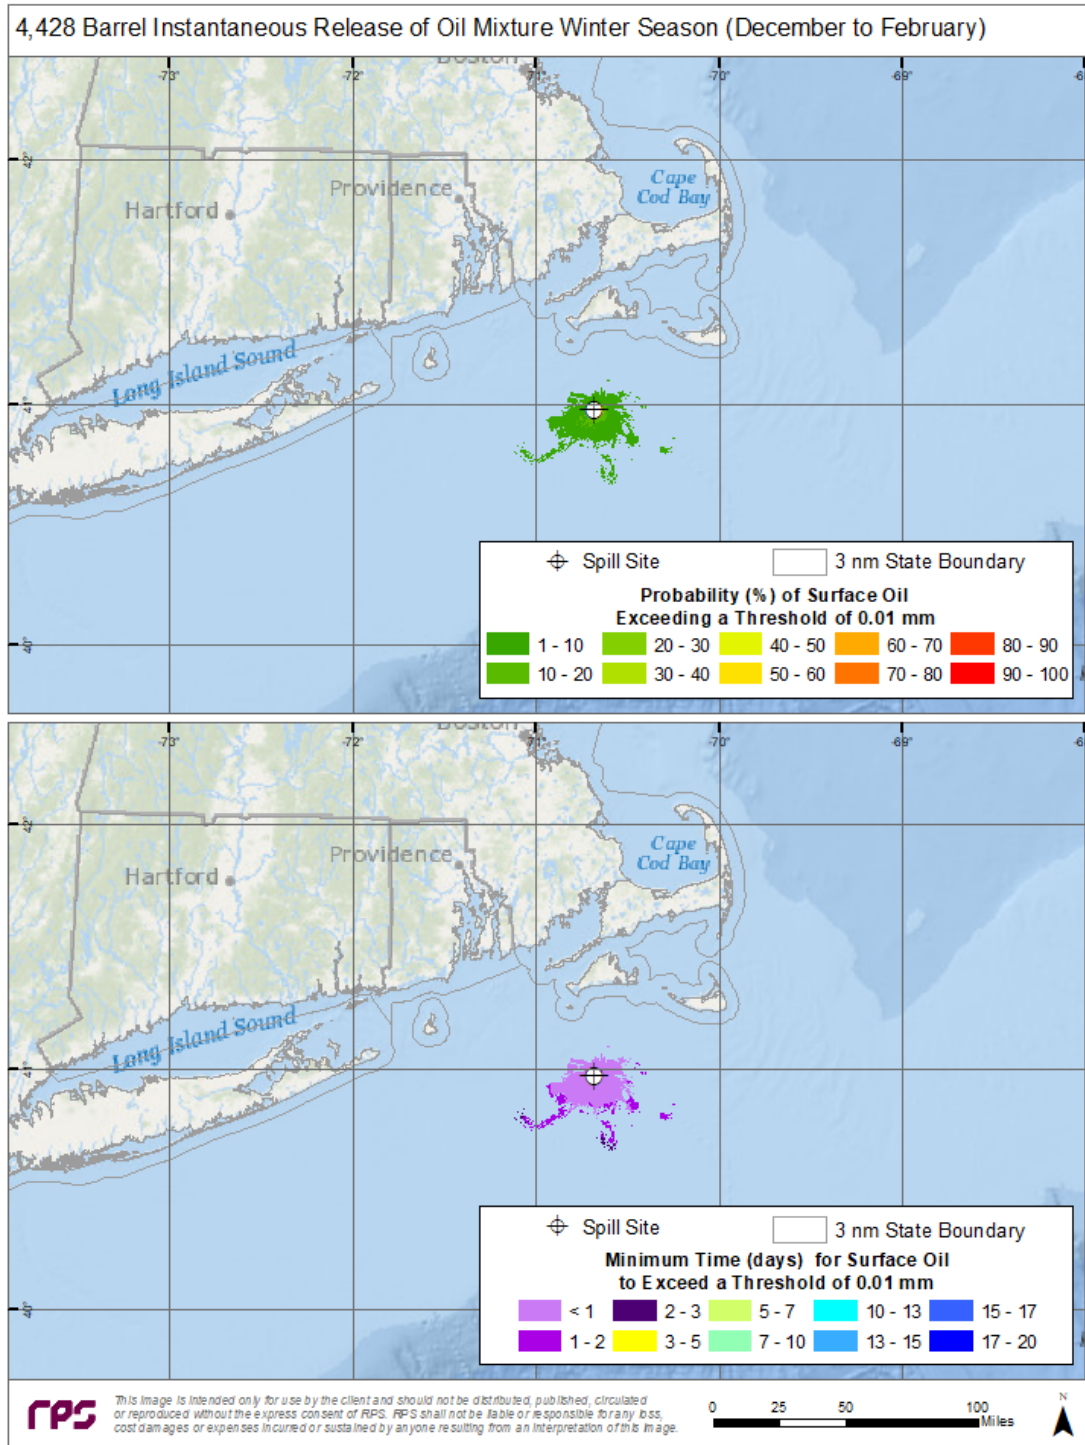 4,428 Barrel Instantaneous Release of Oil Mixture Winter Season (December to February)
Boston
-73° -72° -71° -70° -69°
42°
Cape
Cod Bay
Providence
Hartford
Long Island Sound
41°
Spill Site 3 nm State Boundary
Probability (%) of Surface Oil
Exceeding a Threshold of 0.01 mm
1 - 10 20 - 30 40 - 50 60 - 70 80 - 90
10 - 20 30 - 40 50 - 60 70 - 80 90 - 100
40°
Boston
-73° -72° -71° -70° -69°
42°
Cape
Cod Bay
Providence
Hartford
Long Island Sound
41°
Spill Site 3 nm State Boundary
Minimum Time (days) for Surface Oil
to Exceed a Threshold of 0.01 mm
< 1 2 - 3 5 - 7 10 - 13 15 - 17
1 - 2 3 - 5 7 - 10 13 - 15 17 - 20
40°
rps
This image is intended only for use by the client and should not be distributed, published, circulated
or reproduced without the express consent of RPS. RPS shall not be liable or responsible for any loss,
cost damages or expenses incurred or sustained by anyone resulting from an interpretation of this image.
0 25 50 100
Miles
N